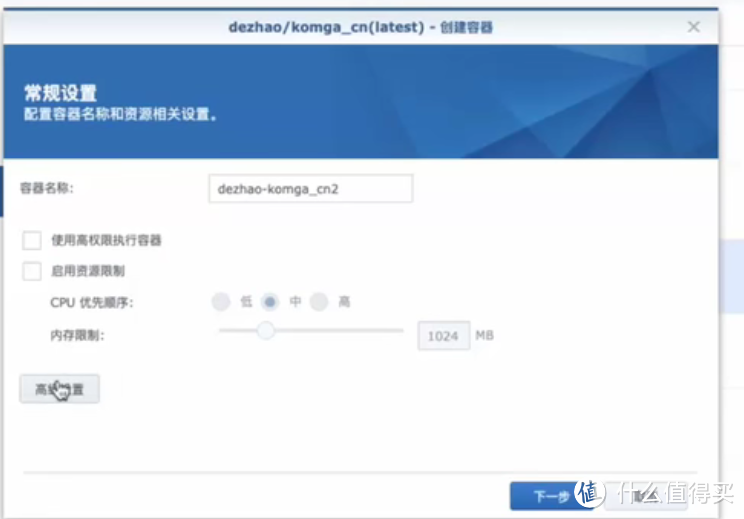 dezhao/komga_cn(latest) - 创建容器
常规设置
配置容器名称和资源相关设置。
容器名称:
dezhao-komga_cn2
使用高权限执行容器
启用资源限制
CPU 优先顺序:
低 中 高
内存限制:
1024 MB
高级设置
下一步
值 什么值得买